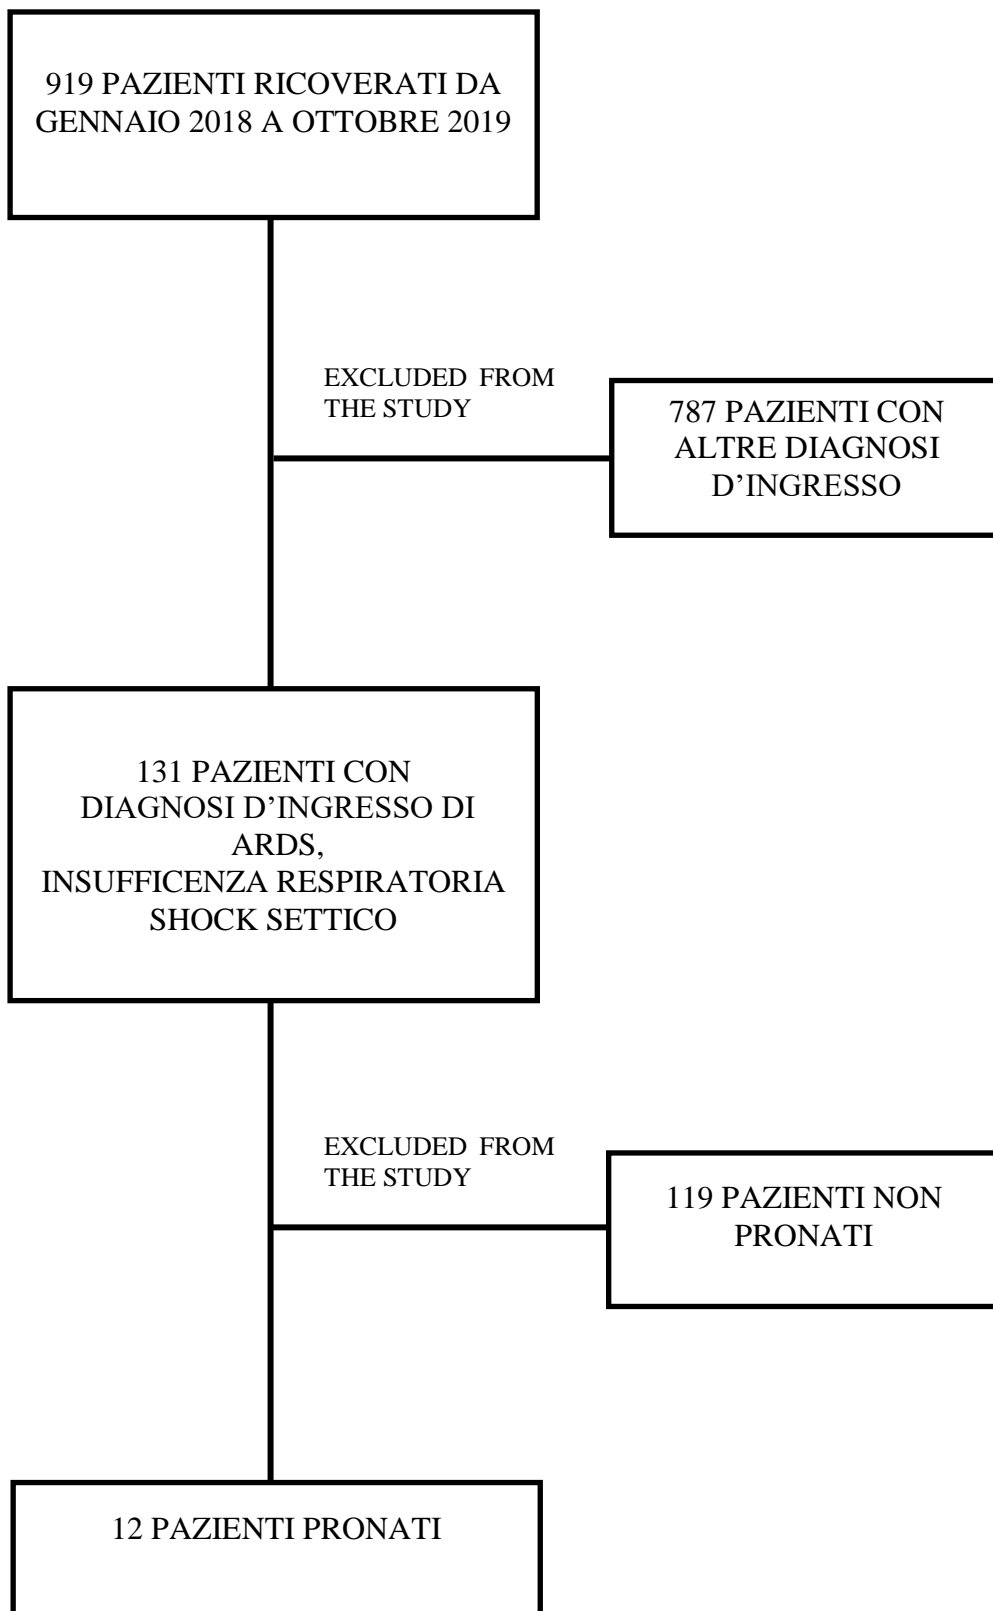 919 PAZIENTI RICOVERATI DA
GENNAIO 2018 A OTTOBRE 2019
EXCLUDED FROM
THE STUDY
787 PAZIENTI CON
ALTRE DIAGNOSI
D’INGRESSO
131 PAZIENTI CON
DIAGNOSI D’INGRESSO DI
ARDS,
INSUFFICENZA RESPIRATORIA
SHOCK SETTICO
EXCLUDED FROM
THE STUDY
119 PAZIENTI NON
PRONATI
12 PAZIENTI PRONATI